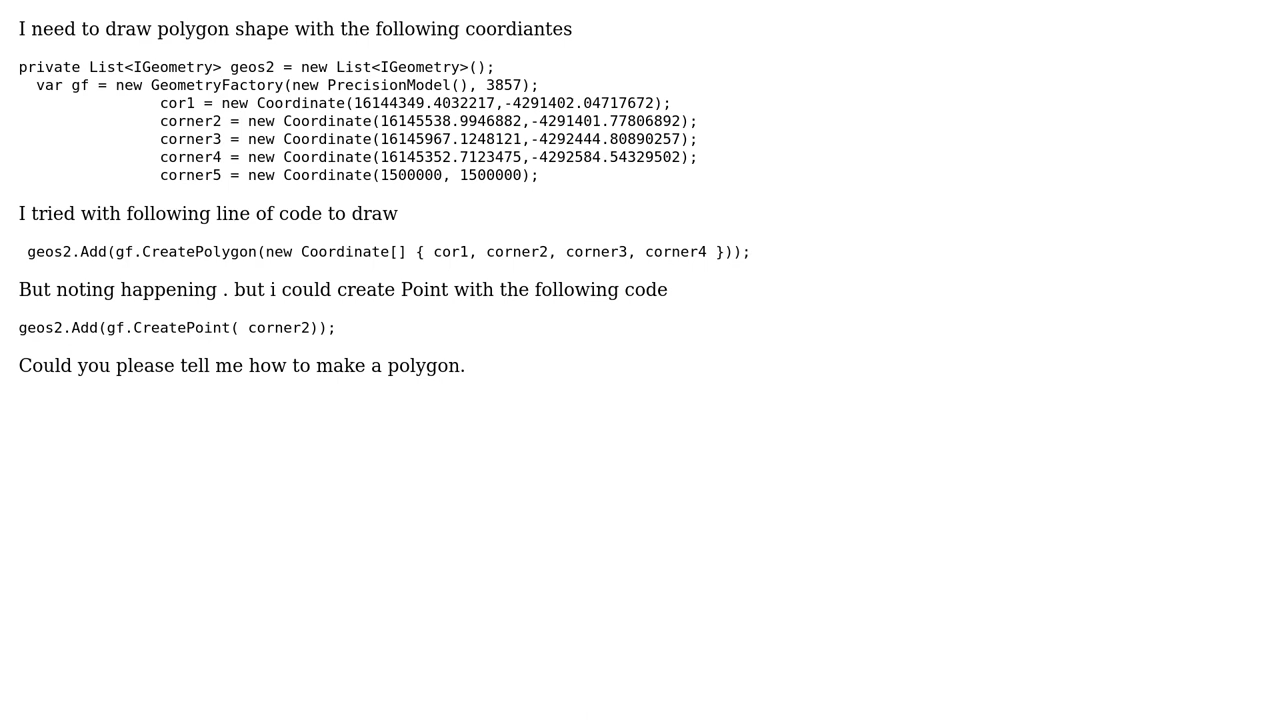 I need to draw polygon shape with the following coordiantes
private List<IGeometry> geos2 = new List<IGeometry>();
  var gf = new GeometryFactory(new PrecisionModel(), 3857);
                cor1 = new Coordinate(16144349.4032217,-4291402.04717672);
                corner2 = new Coordinate(16145538.9946882,-4291401.77806892);
                corner3 = new Coordinate(16145967.1248121,-4292444.80890257);
                corner4 = new Coordinate(16145352.7123475,-4292584.54329502);
                corner5 = new Coordinate(1500000, 1500000);
I tried with following line of code to draw
 geos2.Add(gf.CreatePolygon(new Coordinate[] { cor1, corner2, corner3, corner4 }));
But noting happening . but i could create Point with the following code
geos2.Add(gf.CreatePoint( corner2));
Could you please tell me how to make a polygon.